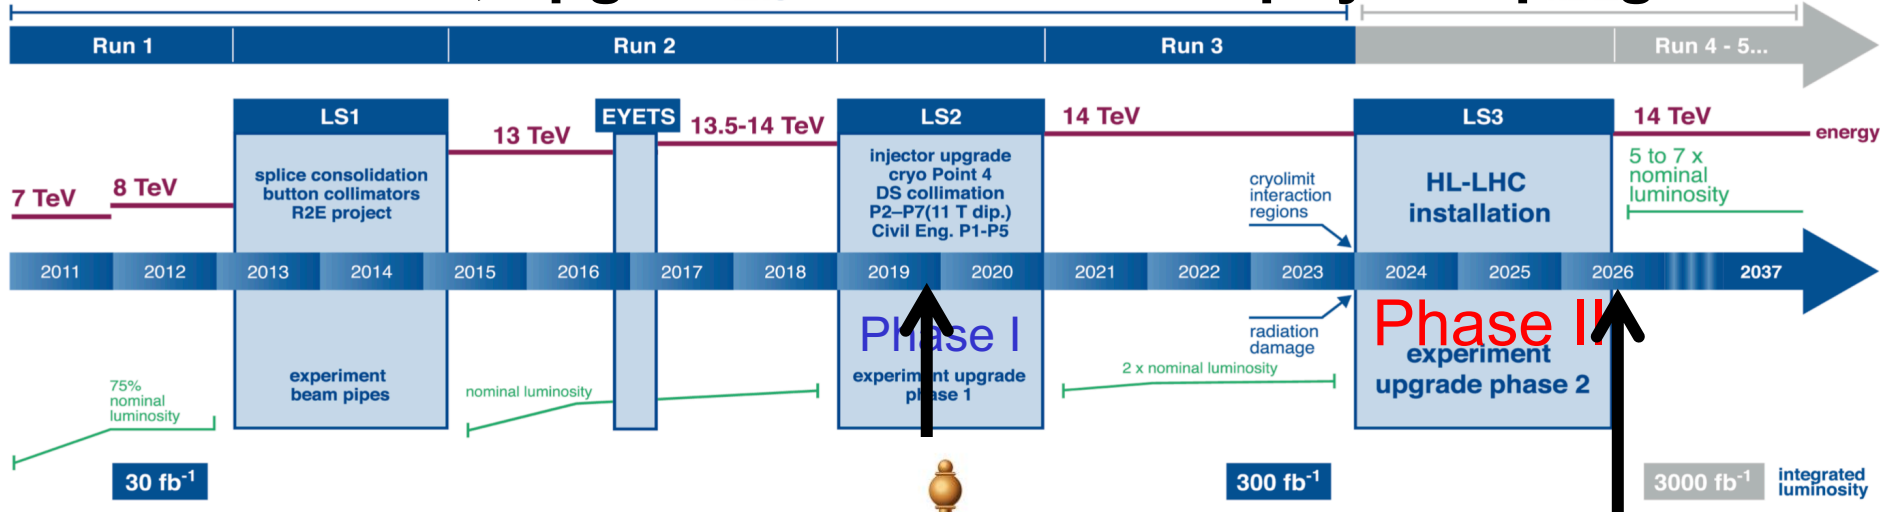 Run 1
Run 2
Run 3
Run 4 - 5...
LS1
EYETS
LS2
LS3
7 TeV
8 TeV
13 TeV
13.5-14 TeV
14 TeV
14 TeV
energy
splice consolidation
button collimators
R2E project
injector upgrade
cryo Point 4
DS collimation
P2–P7(11 T dip.)
Civil Eng. P1-P5
cryolimit
interaction
regions
HL-LHC
installation
5 to 7 x
nominal
luminosity
2011 2012 2013 2014 2015 2016 2017 2018 2019 2020 2021 2022 2023 2024 2025 2026 2037
Phase I
Phase II
radiation
damage
75%
nominal
luminosity
experiment
beam pipes
nominal luminosity
experiment upgrade
phase 1
2 x nominal luminosity
experiment
upgrade phase 2
30 fb⁻¹
300 fb⁻¹
3000 fb⁻¹
integrated
luminosity